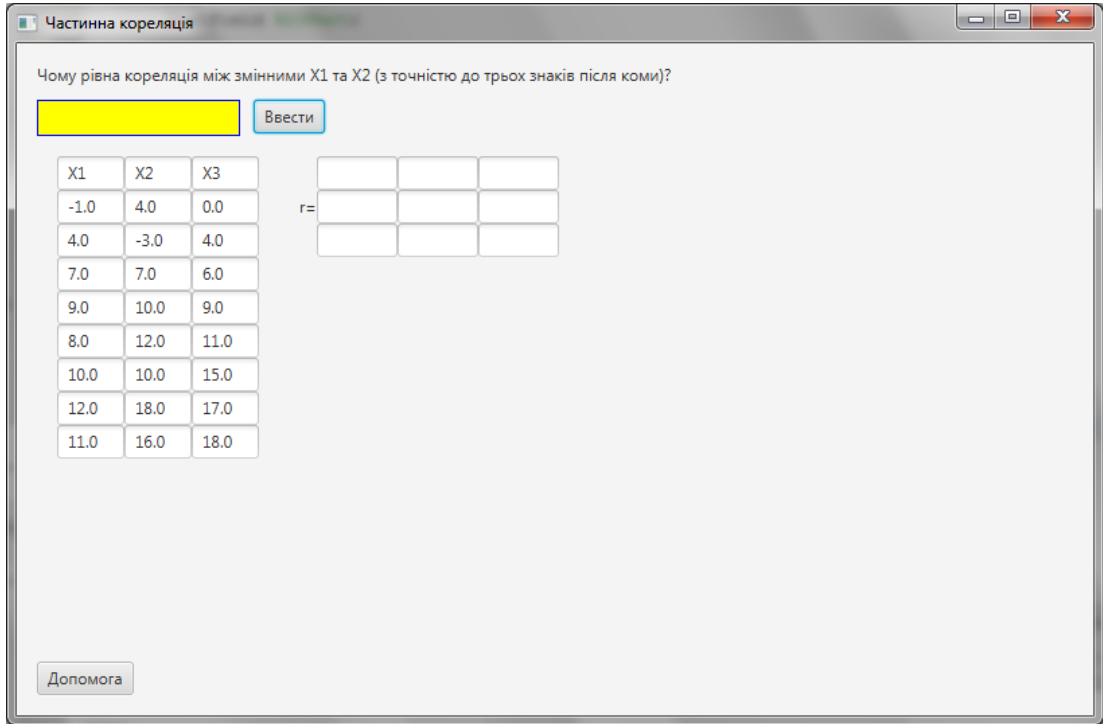 Частинна кореляція
Чому рівна кореляція між змінними X1 та X2 (з точністю до трьох знаків після коми)?
Ввести
X1 X2 X3
-1.0 4.0 0.0
r=
4.0 -3.0 4.0
7.0 7.0 6.0
9.0 10.0 9.0
8.0 12.0 11.0
10.0 10.0 15.0
12.0 18.0 17.0
11.0 16.0 18.0
Допомога